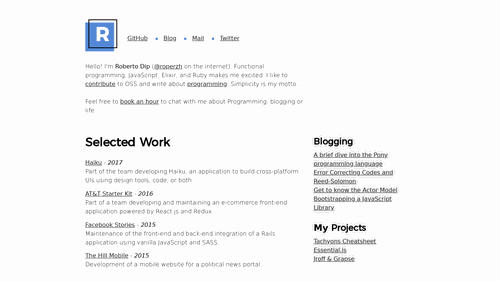 R
GitHub • Blog • Mail • Twitter
Hello! I'm Roberto Dip (@roperzh on the internet). Functional
programming, JavaScript, Elixir, and Ruby makes me excited. I like to
contribute to OSS and write about programming. Simplicity is my motto.
Feel free to book an hour to chat with me about Programming, blogging or
life.
Selected Work
Haiku - 2017
Part of the team developing Haiku, an application to build cross-platform
UIs using design tools, code, or both.
AT&T Starter Kit - 2016
Part of a team developing and maintaining an e-commerce front-end
application powered by React.js and Redux.
Facebook Stories - 2015
Maintenance of the front-end and back-end integration of a Rails
application using vanilla JavaScript and SASS.
The Hill Mobile - 2015
Development of a mobile website for a political news portal.
Blogging
A brief dive into the Pony
programming language
Error Correcting Codes and
Reed-Solomon
Get to know the Actor Model
Bootstrapping a JavaScript
Library
My Projects
Tachyons Cheatsheet
Essential.js
Jroff & Grapse